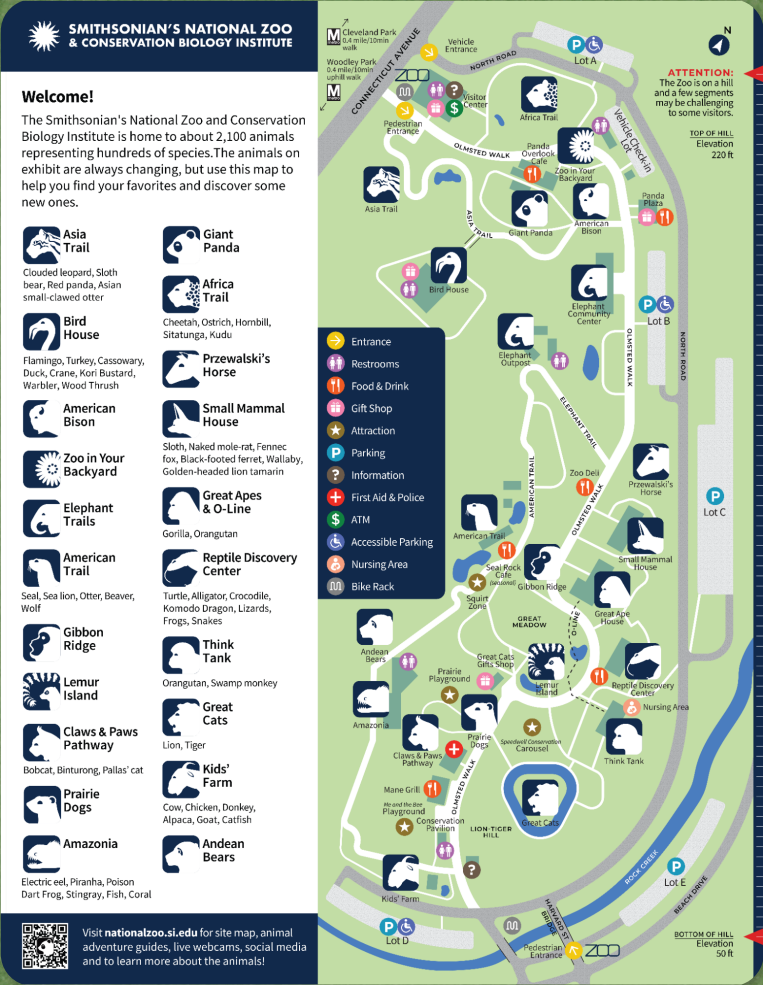 SMITHSONIAN'S NATIONAL ZOO
& CONSERVATION BIOLOGY INSTITUTE
Welcome!
The Smithsonian's National Zoo and Conservation
Biology Institute is home to about 2,100 animals
representing hundreds of species.The animals on
exhibit are always changing, but use this map to
help you find your favorites and discover some
new ones.
Asia
Trail
Clouded leopard, Sloth
bear, Red panda, Asian
small-clawed otter
Bird
House
Flamingo, Turkey, Cassowary,
Duck, Crane, Kori Bustard,
Warbler, Wood Thrush
American
Bison
Zoo in Your
Backyard
Elephant
Trails
American
Trail
Seal, Sea lion, Otter, Beaver,
Wolf
Gibbon
Ridge
Lemur
Island
Claws & Paws
Pathway
Bobcat, Binturong, Pallas' cat
Prairie
Dogs
Amazonia
Electric eel, Piranha, Poison
Dart Frog, Stingray, Fish, Coral
Giant
Panda
Africa
Trail
Cheetah, Ostrich, Hornbill,
Sitatunga, Kudu
Przewalski's
Horse
Small Mammal
House
Sloth, Naked mole-rat, Fennec
fox, Black-footed ferret, Wallaby,
Golden-headed lion tamarin
Great Apes
& O-Line
Gorilla, Orangutan
Reptile Discovery
Center
Turtle, Alligator, Crocodile,
Komodo Dragon, Lizards,
Frogs, Snakes
Think
Tank
Orangutan, Swamp monkey
Great
Cats
Lion, Tiger
Kids'
Farm
Cow, Chicken, Donkey,
Alpaca, Goat, Catfish
Andean
Bears
Visit nationalzoo.si.edu for site map, animal
adventure guides, live webcams, social media
and to learn more about the animals!
Entrance
Restrooms
Food & Drink
Gift Shop
Attraction
P
Parking
?
Information
First Aid & Police
$
ATM
Accessible Parking
Nursing Area
Bike Rack
M
metro
Cleveland Park
0.4 mile/10min
walk
Woodley Park
0.4 mile/10min
uphill walk
M
metro
CONNECTICUT AVENUE
Vehicle
Entrance
NORTH ROAD
P
Lot A
N
ATTENTION:
The Zoo is on a hill
and a few segments
may be challenging
to some visitors.
TOP OF HILL
Elevation
220 ft
ZOO
?
$
Visitor
Center
Pedestrian
Entrance
Africa Trail
Vehicle Check-in
Lot
OLMSTED WALK
Panda
Overlook
Cafe
Zoo in Your
Backyard
Asia Trail
ASIA TRAIL
Giant Panda
American
Bison
Panda
Plaza
Bird House
Elephant
Community
Center
P
Lot B
Elephant
Outpost
OLMSTED WALK
NORTH ROAD
ELEPHANT TRAIL
AMERICAN TRAIL
Zoo Deli
OLMSTED WALK
Przewalski's
Horse
P
Lot C
American Trail
Seal Rock
Cafe
(seasonal)
Gibbon Ridge
Small Mammal
House
Squirt
Zone
Great Ape
House
GREAT
MEADOW
O-LINE
Andean
Bears
Great Cats
Gifts Shop
Prairie
Playground
Lemur
Island
Reptile Discovery
Center
Nursing Area
Amazonia
Prairie
Dogs
Claws & Paws
Pathway
Speedwell Conservation
Carousel
Think Tank
Mane Grill
OLMSTED WALK
Me and the Bee
Playground
Conservation
Pavilion
LION-TIGER
HILL
Great Cats
?
Kids' Farm
ROCK CREEK
P
Lot E
BEACH DRIVE
HARVARD ST
BRIDGE
P
Lot D
Pedestrian
Entrance
ZOO
BOTTOM OF HILL
Elevation
50 ft